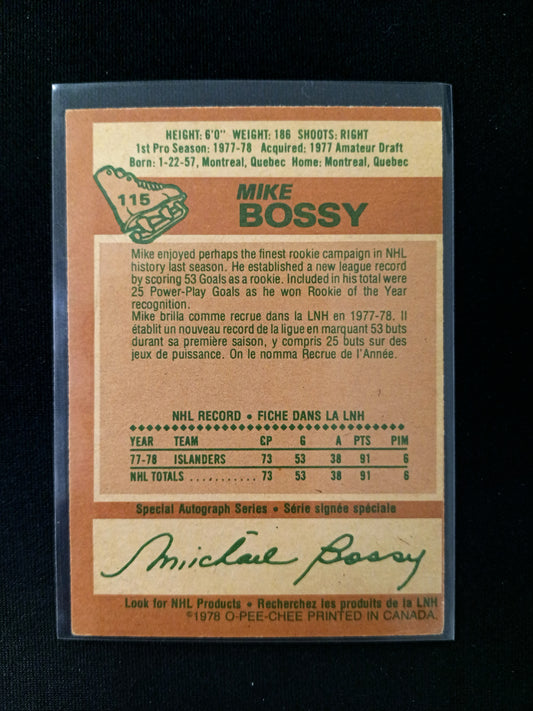 HEIGHT: 6'0" WEIGHT: 186 SHOOTS: RIGHT
1st Pro Season: 1977-78 Acquired: 1977 Amateur Draft
Born: 1-22-57, Montreal, Quebec Home: Montreal, Quebec
115
MIKE
BOSSY
Mike enjoyed perhaps the finest rookie campaign in NHL
history last season. He established a new league record
by scoring 53 Goals as a rookie. Included in his total were
25 Power-Play Goals as he won Rookie of the Year
recognition.
Mike brilla comme recrue dans la LNH en 1977-78. Il
établit un nouveau record de la ligue en marquant 53 buts
durant sa première saison, y compris 25 buts sur des
jeux de puissance. On le nomma Recrue de l'Année.
NHL RECORD • FICHE DANS LA LNH
YEAR TEAM GP G A PTS PIM
77-78 ISLANDERS 73 53 38 91 6
NHL TOTALS ........... 73 53 38 91 6
Special Autograph Series • Série signée spéciale
Michael Bossy
Look for NHL Products • Recherchez les produits de la LNH
©1978 O-PEE-CHEE PRINTED IN CANADA.